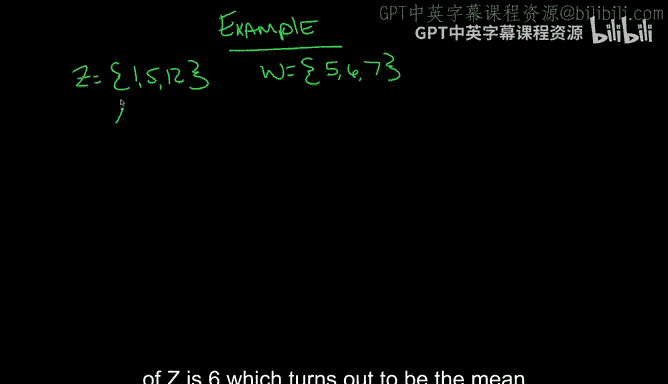 GPT中英字幕课程资源@bilibili.com
GPT中英字幕课程资源 bilibili
EXAMPLE
Z={1,5,12} W={5,6,7}
of Z is 6 which turns out to be the mean